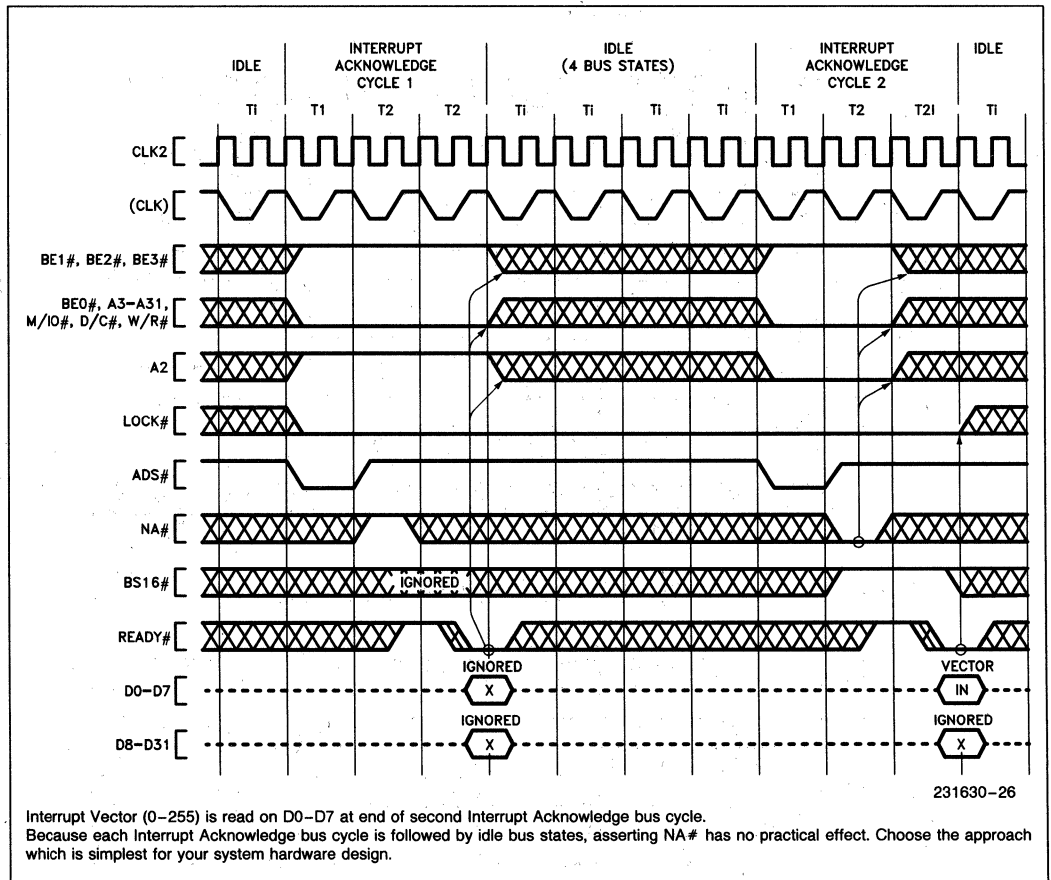 IDLE
INTERRUPT
ACKNOWLEDGE
CYCLE 1
IDLE
(4 BUS STATES)
INTERRUPT
ACKNOWLEDGE
CYCLE 2
IDLE
Ti T1 T2 T2 Ti Ti Ti Ti T1 T2 T2I Ti
CLK2
(CLK)
BE1#, BE2#, BE3#
BE0#, A3-A31,
M/IO#, D/C#, W/R#
A2
LOCK#
ADS#
NA#
BS16#
IGNORED
READY#
IGNORED
VECTOR
D0-D7
X
IN
IGNORED
IGNORED
D8-D31
X
X
231630-26
Interrupt Vector (0–255) is read on D0–D7 at end of second Interrupt Acknowledge bus cycle.
Because each Interrupt Acknowledge bus cycle is followed by idle bus states, asserting NA# has no practical effect. Choose the approach
which is simplest for your system hardware design.